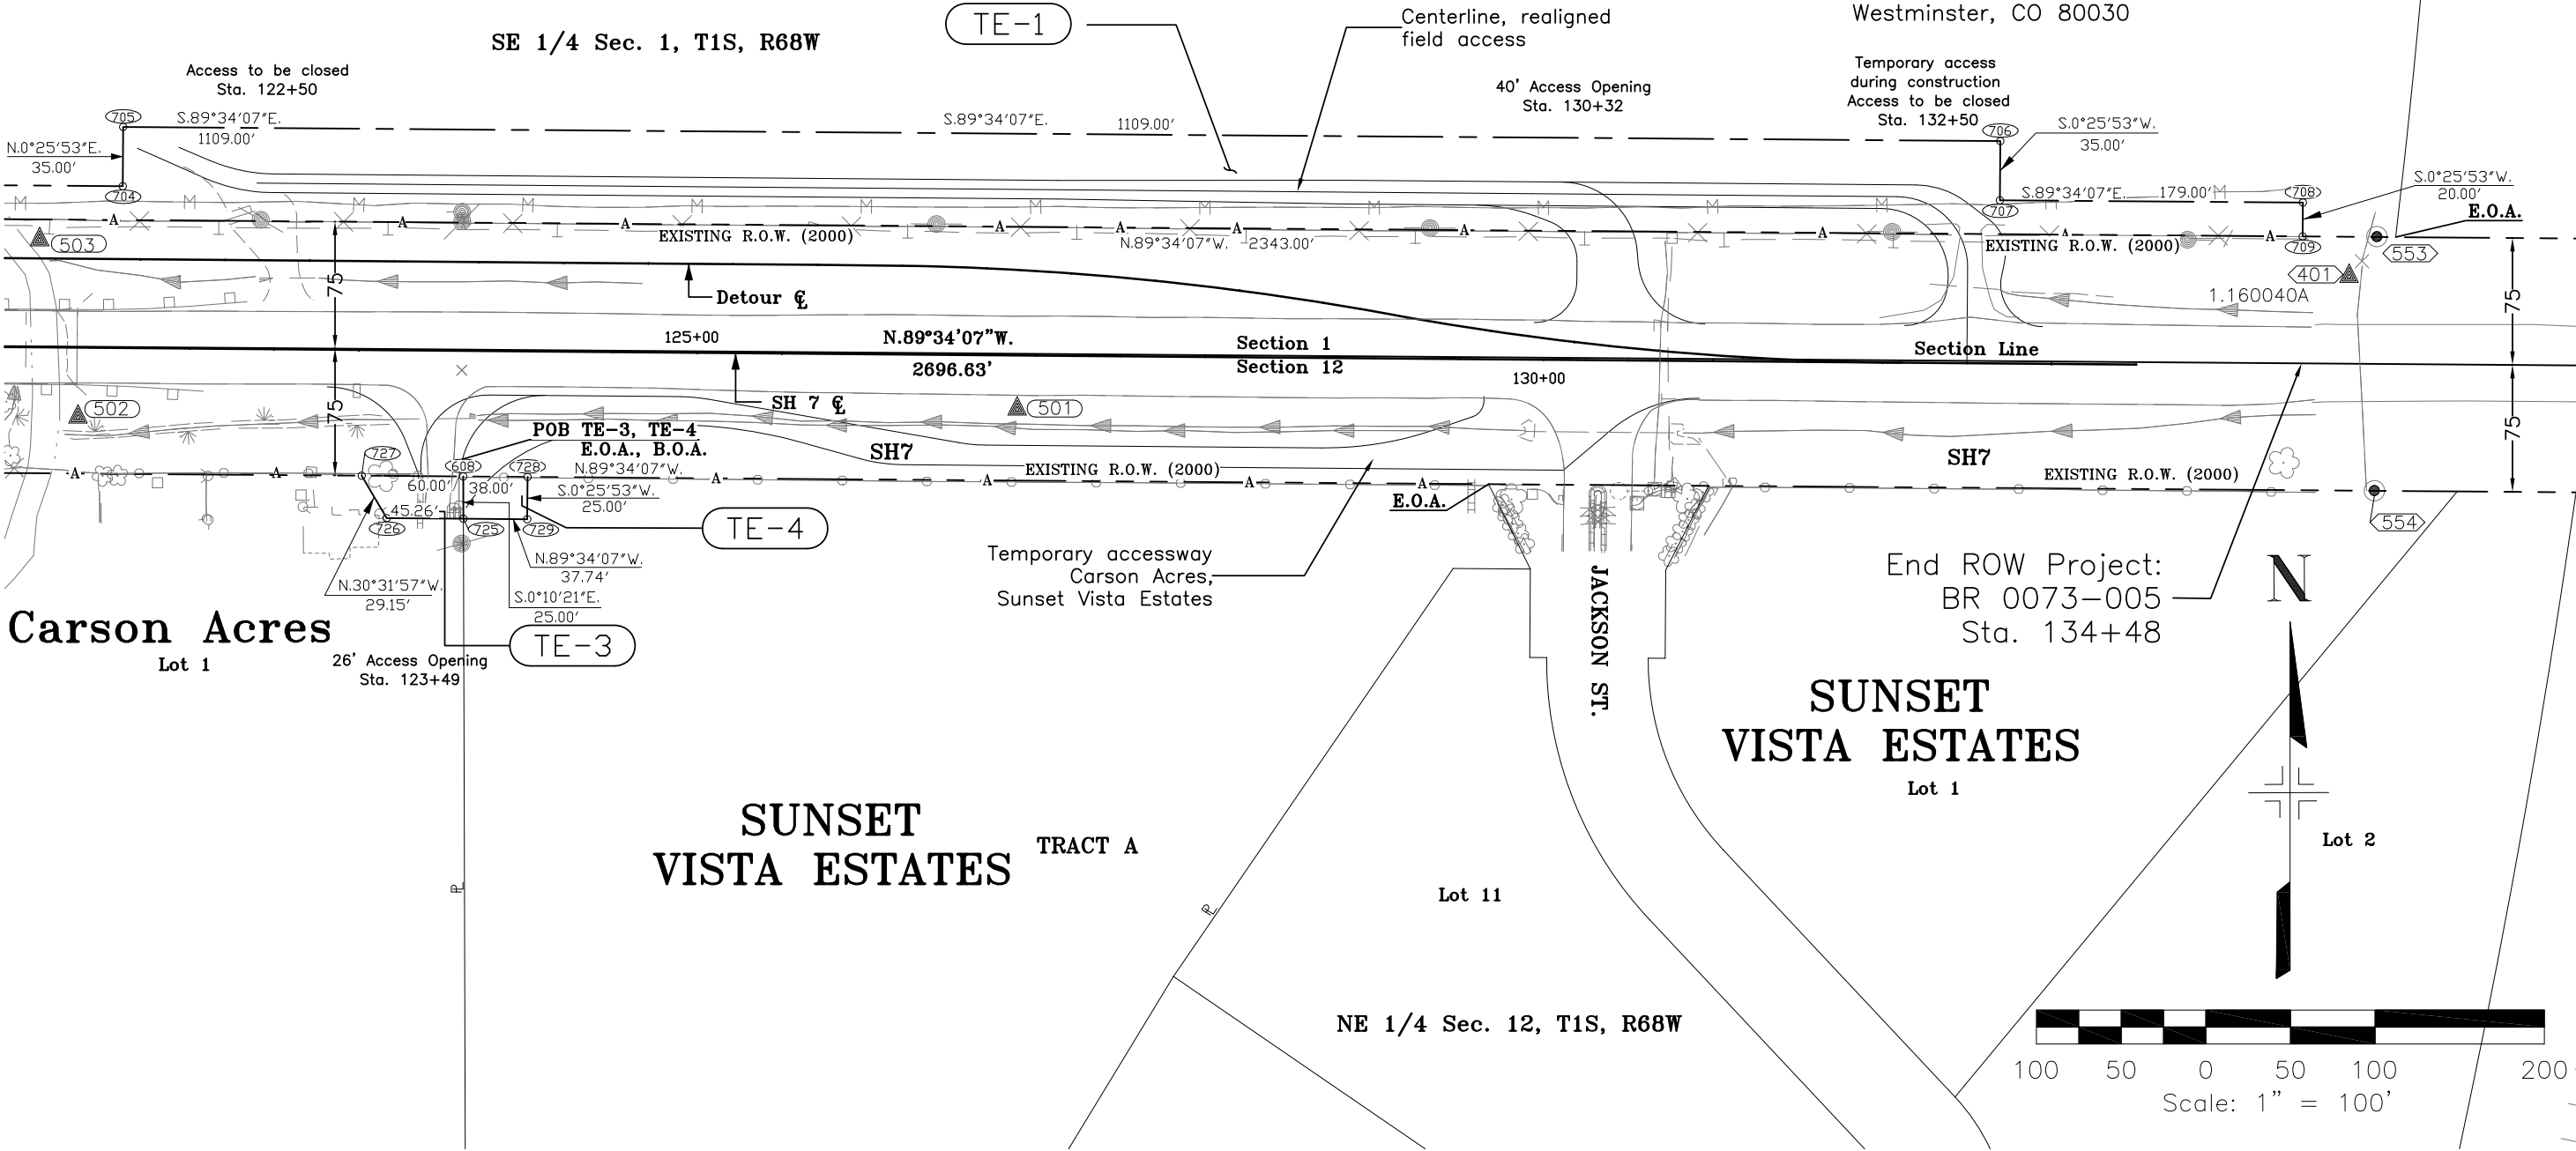 TE-1
Centerline, realigned
field access
Westminster, CO 80030
SE 1/4 Sec. 1, T1S, R68W
Access to be closed
Sta. 122+50
40' Access Opening
Sta. 130+32
Temporary access
during construction
Access to be closed
Sta. 132+50
705
S.89°34'07"E.
1109.00'
S.89°34'07"E.
1109.00'
706
S.0°25'53"W.
35.00'
N.0°25'53"E.
35.00'
704
707
S.89°34'07"E.
179.00'
708
S.0°25'53"W.
20.00'
E.O.A.
M M M M M M M M M M M M M M
A A A A A A A A A
503
EXISTING R.O.W. (2000)
N.89°34'07"W.
2343.00'
EXISTING R.O.W. (2000)
709
553
401
1.160040A
75
75
Detour ℄
125+00
N.89°34'07"W.
2696.63'
Section 1
Section 12
Section Line
130+00
75
75
SH 7 ℄
502
501
POB TE-3, TE-4
E.O.A., B.O.A.
SH7
SH7
727
608
728
N.89°34'07"W.
EXISTING R.O.W. (2000)
EXISTING R.O.W. (2000)
A A A A A A
60.00'
38.00'
S.0°25'53"W.
25.00'
E.O.A.
45.26'
726
725
729
TE-4
554
N.89°34'07"W.
37.74'
N.30°31'57"W.
29.15'
S.0°10'21"E.
25.00'
Temporary accessway
Carson Acres,
Sunset Vista Estates
JACKSON ST.
End ROW Project:
BR 0073-005
Sta. 134+48
N
Carson Acres
Lot 1
TE-3
26' Access Opening
Sta. 123+49
SUNSET
VISTA ESTATES
Lot 1
SUNSET
VISTA ESTATES
TRACT A
Lot 2
PL
PL
Lot 11
NE 1/4 Sec. 12, T1S, R68W
100 50 0 50 100 200
Scale: 1" = 100'